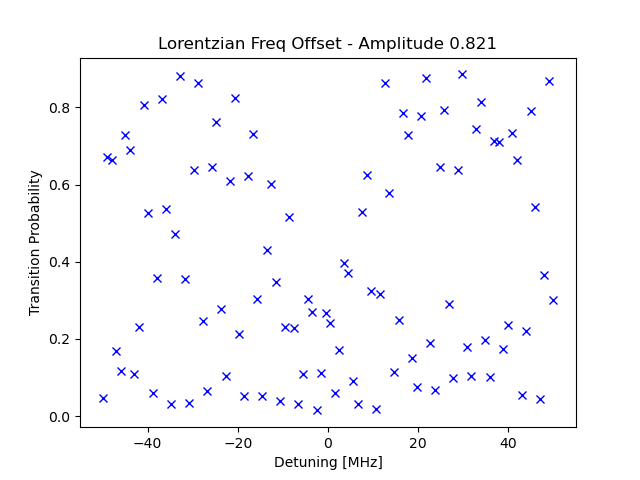 Lorentzian Freq Offset - Amplitude 0.821
Transition Probability
0.8
0.6
0.4
0.2
0.0
−40 −20 0 20 40
Detuning [MHz]